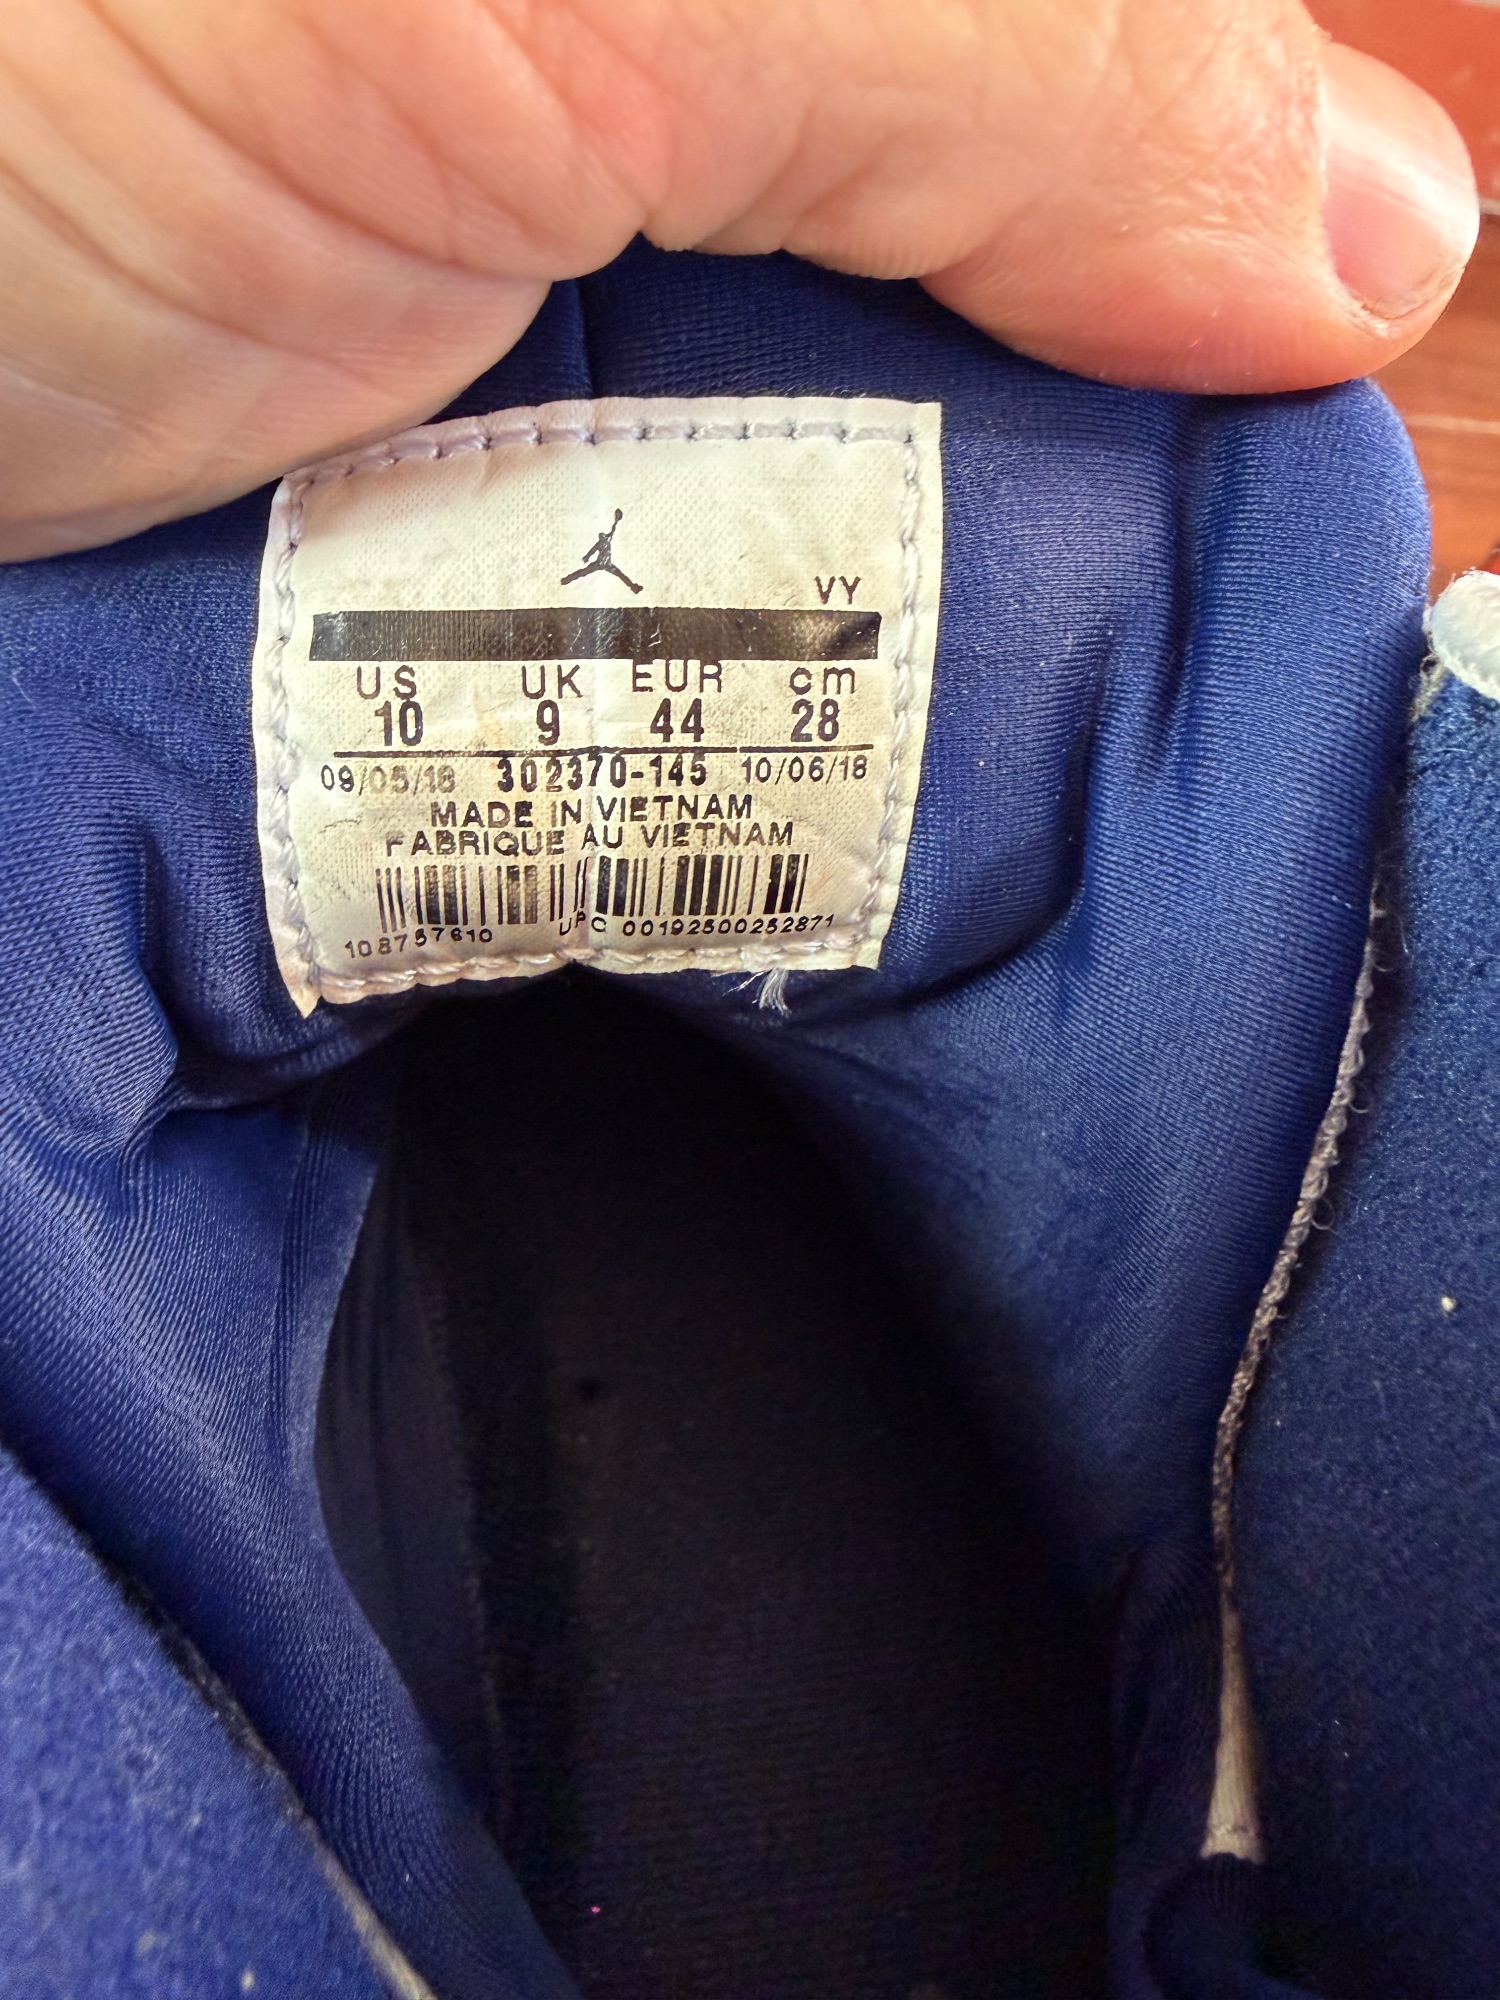 VY
US UK EUR cm
10 9 44 28
09/05/18 302370-145 10/06/18
MADE IN VIETNAM
FABRIQUE AU VIETNAM
108757610 UPC 00192500252871